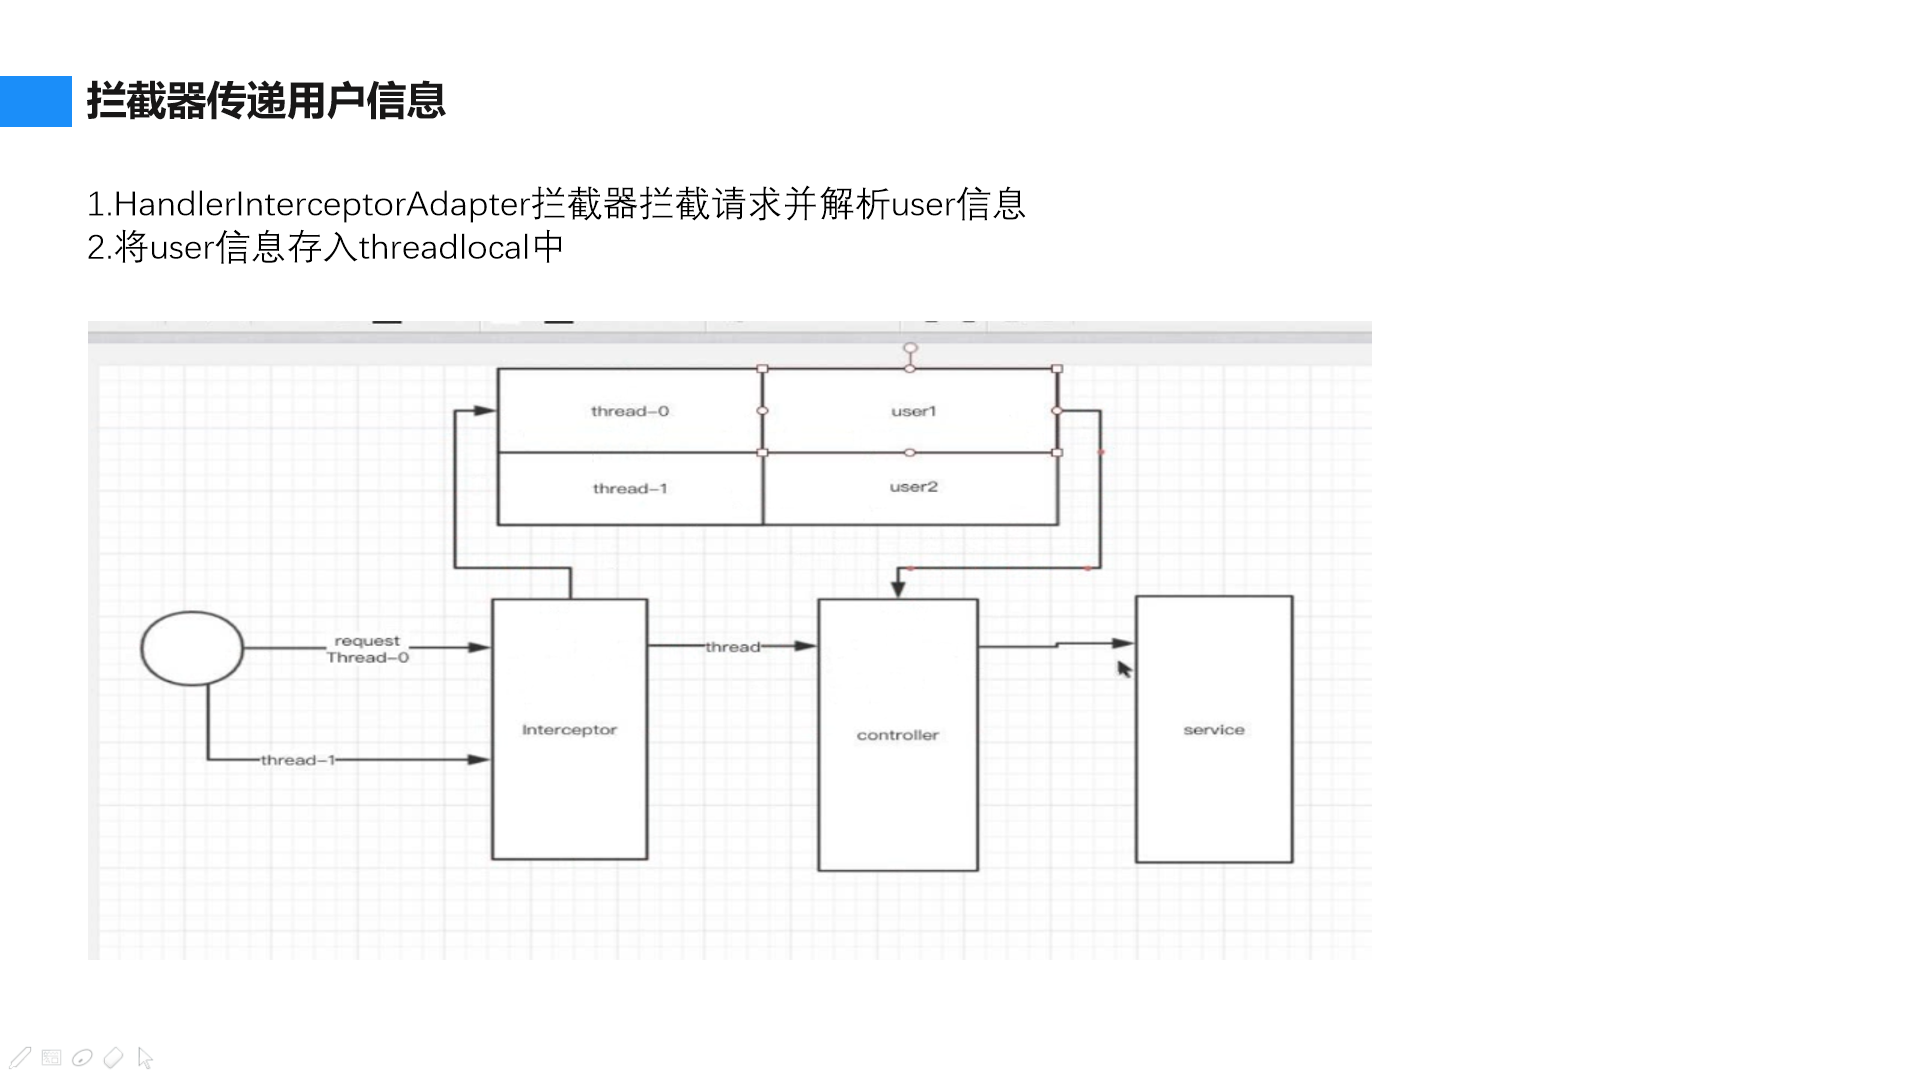 拦截器传递用户信息
1.HandlerInterceptorAdapter拦截器拦截请求并解析user信息
2.将user信息存入threadlocal中
thread-0
user1
thread-1
user2
request
Thread-0
thread
thread-1
Interceptor
controller
service